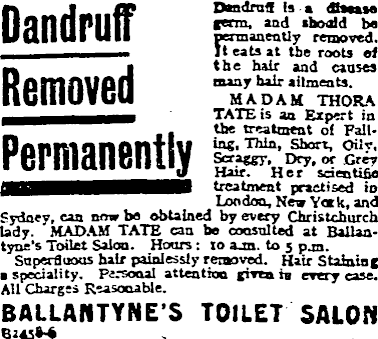 Dandruff
Removed
Permanently
Dandruff is a disease
germ, and should be
permanently removed.
It eats at the roots of
the hair and causes
many hair ailments.
MADAM THORA
TATE is an Expert in
the treatment of Fall-
ing, Thin, Short, Oily,
Scraggy, Dry, or Grey
Hair. Her scientific
treatment practised in
London, New York, and
Sydney, can now be obtained by every Christchurch
lady. MADAM TATE can be consulted at Ballan-
tyne's Toilet Salon. Hours: 10 a.m. to 5 p.m.
Superfluous hair painlessly removed. Hair Staining
a speciality. Personal attention given in every case.
All Charges Reasonable.
BALLANTYNE'S TOILET SALON
B2458-6